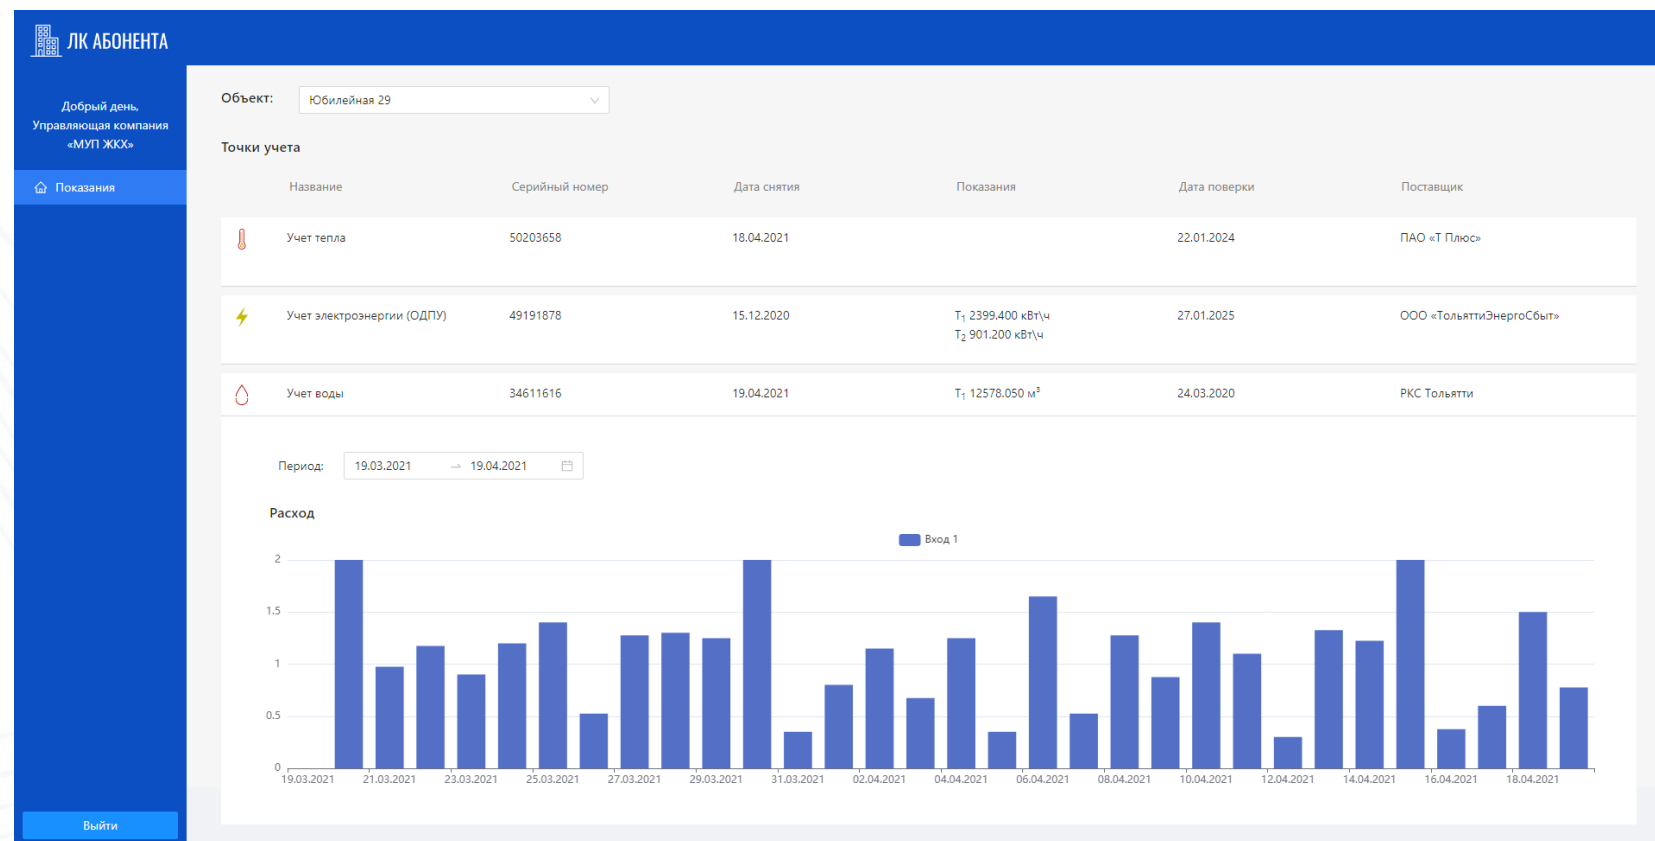 ЛК АБОНЕНТА
Добрый день,
Управляющая компания
«МУП ЖКХ»
Показания
Выйти
Объект: Юбилейная 29
Точки учета
Название Серийный номер Дата снятия Показания Дата поверки Поставщик
Учет тепла 50203658 18.04.2021 22.01.2024 ПАО «Т Плюс»
Учет электроэнергии (ОДПУ) 49191878 15.12.2020 T₁ 2399.400 кВт\ч 27.01.2025 ООО «ТольяттиЭнергоСбыт»
T₂ 901.200 кВт\ч
Учет воды 34611616 19.04.2021 T₁ 12578.050 м³ 24.03.2020 РКС Тольятти
Период: 19.03.2021 → 19.04.2021
Расход
Вход 1
2
1.5
1
0.5
0
19.03.2021 21.03.2021 23.03.2021 25.03.2021 27.03.2021 29.03.2021 31.03.2021 02.04.2021 04.04.2021 06.04.2021 08.04.2021 10.04.2021 12.04.2021 14.04.2021 16.04.2021 18.04.2021